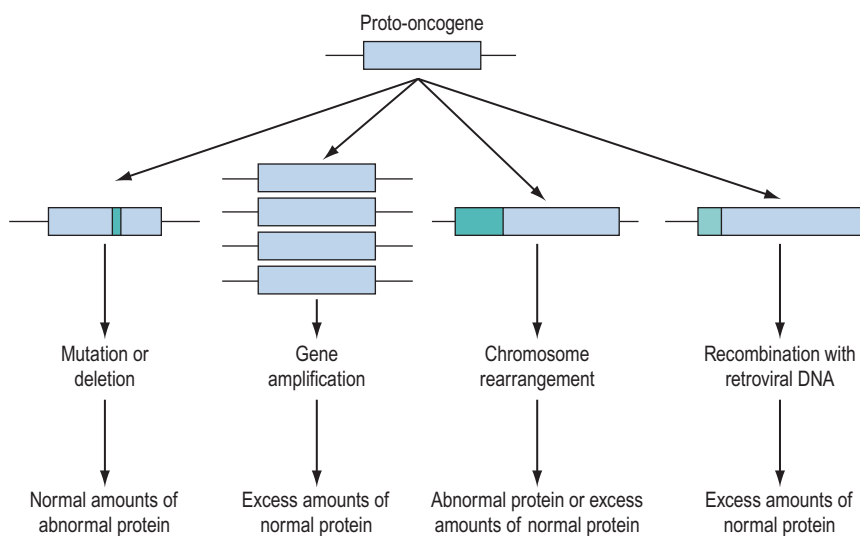 Proto-oncogene
Mutation or
deletion
Gene
amplification
Chromosome
rearrangement
Recombination with
retroviral DNA
Normal amounts of
abnormal protein
Excess amounts of
normal protein
Abnormal protein or excess
amounts of normal protein
Excess amounts of
normal protein